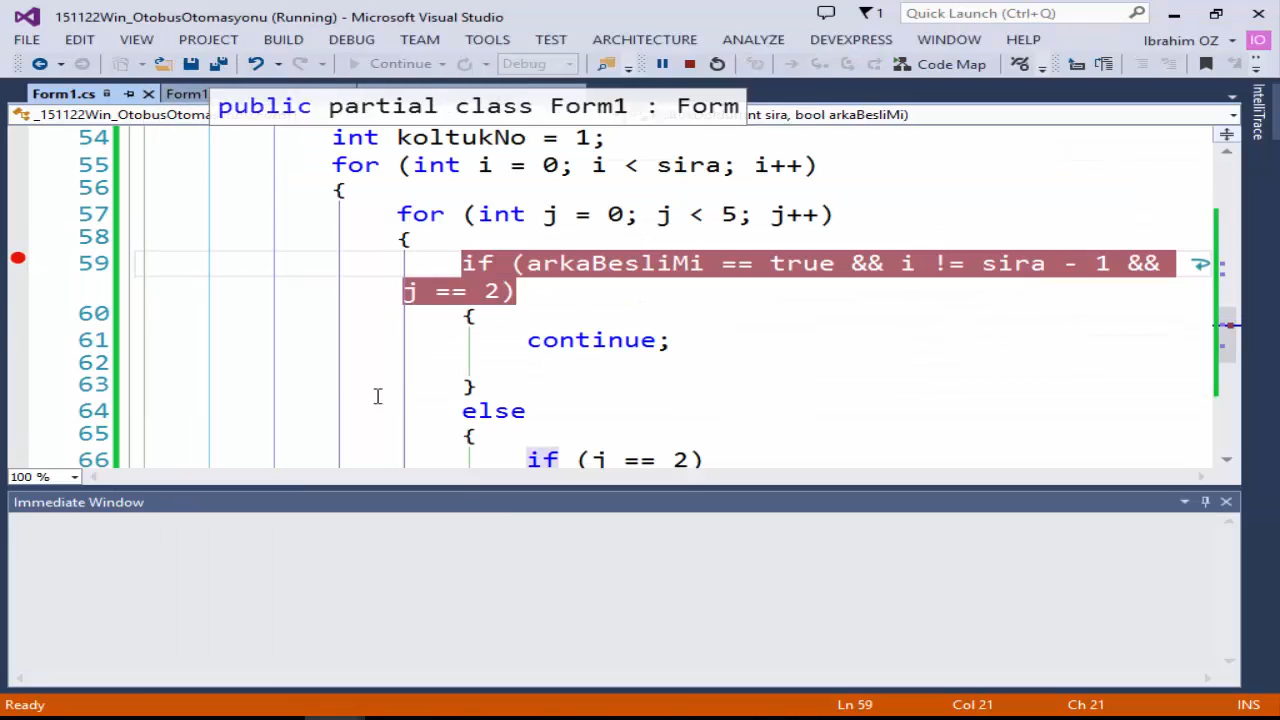 151122Win_OtobusOtomasyonu (Running) - Microsoft Visual Studio
1
Quick Launch (Ctrl+Q)
FILE EDIT VIEW PROJECT BUILD DEBUG TEAM TOOLS TEST ARCHITECTURE ANALYZE DEVEXPRESS WINDOW HELP
Ibrahim OZ IO
Continue Debug Code Map
Form1.cs Form1
public partial class Form1 : Form
_151122Win_OtobusOtoma
nt sira, bool arkaBesliMi)
54 int koltukNo = 1;
55 for (int i = 0; i < sira; i++)
56 {
57 for (int j = 0; j < 5; j++)
58 {
59 if (arkaBesliMi == true && i != sira - 1 &&
j == 2)
60 {
61 continue;
62
63 }
64 else
65 {
66 if (j == 2)
100 %
Immediate Window
Ready Ln 59 Col 21 Ch 21 INS
IntelliTrace